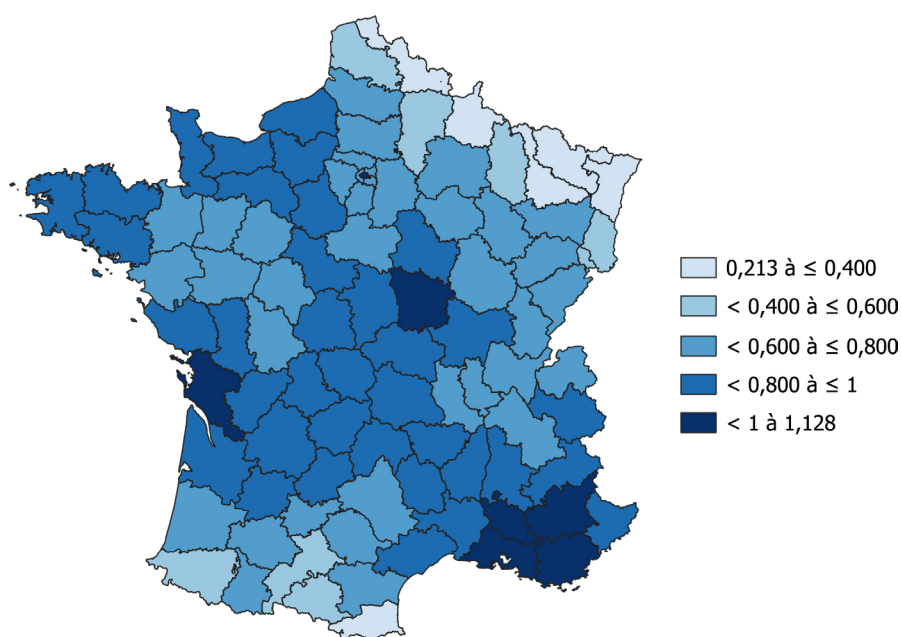 0,213 à ≤ 0,400
< 0,400 à ≤ 0,600
< 0,600 à ≤ 0,800
< 0,800 à ≤ 1
< 1 à 1,128